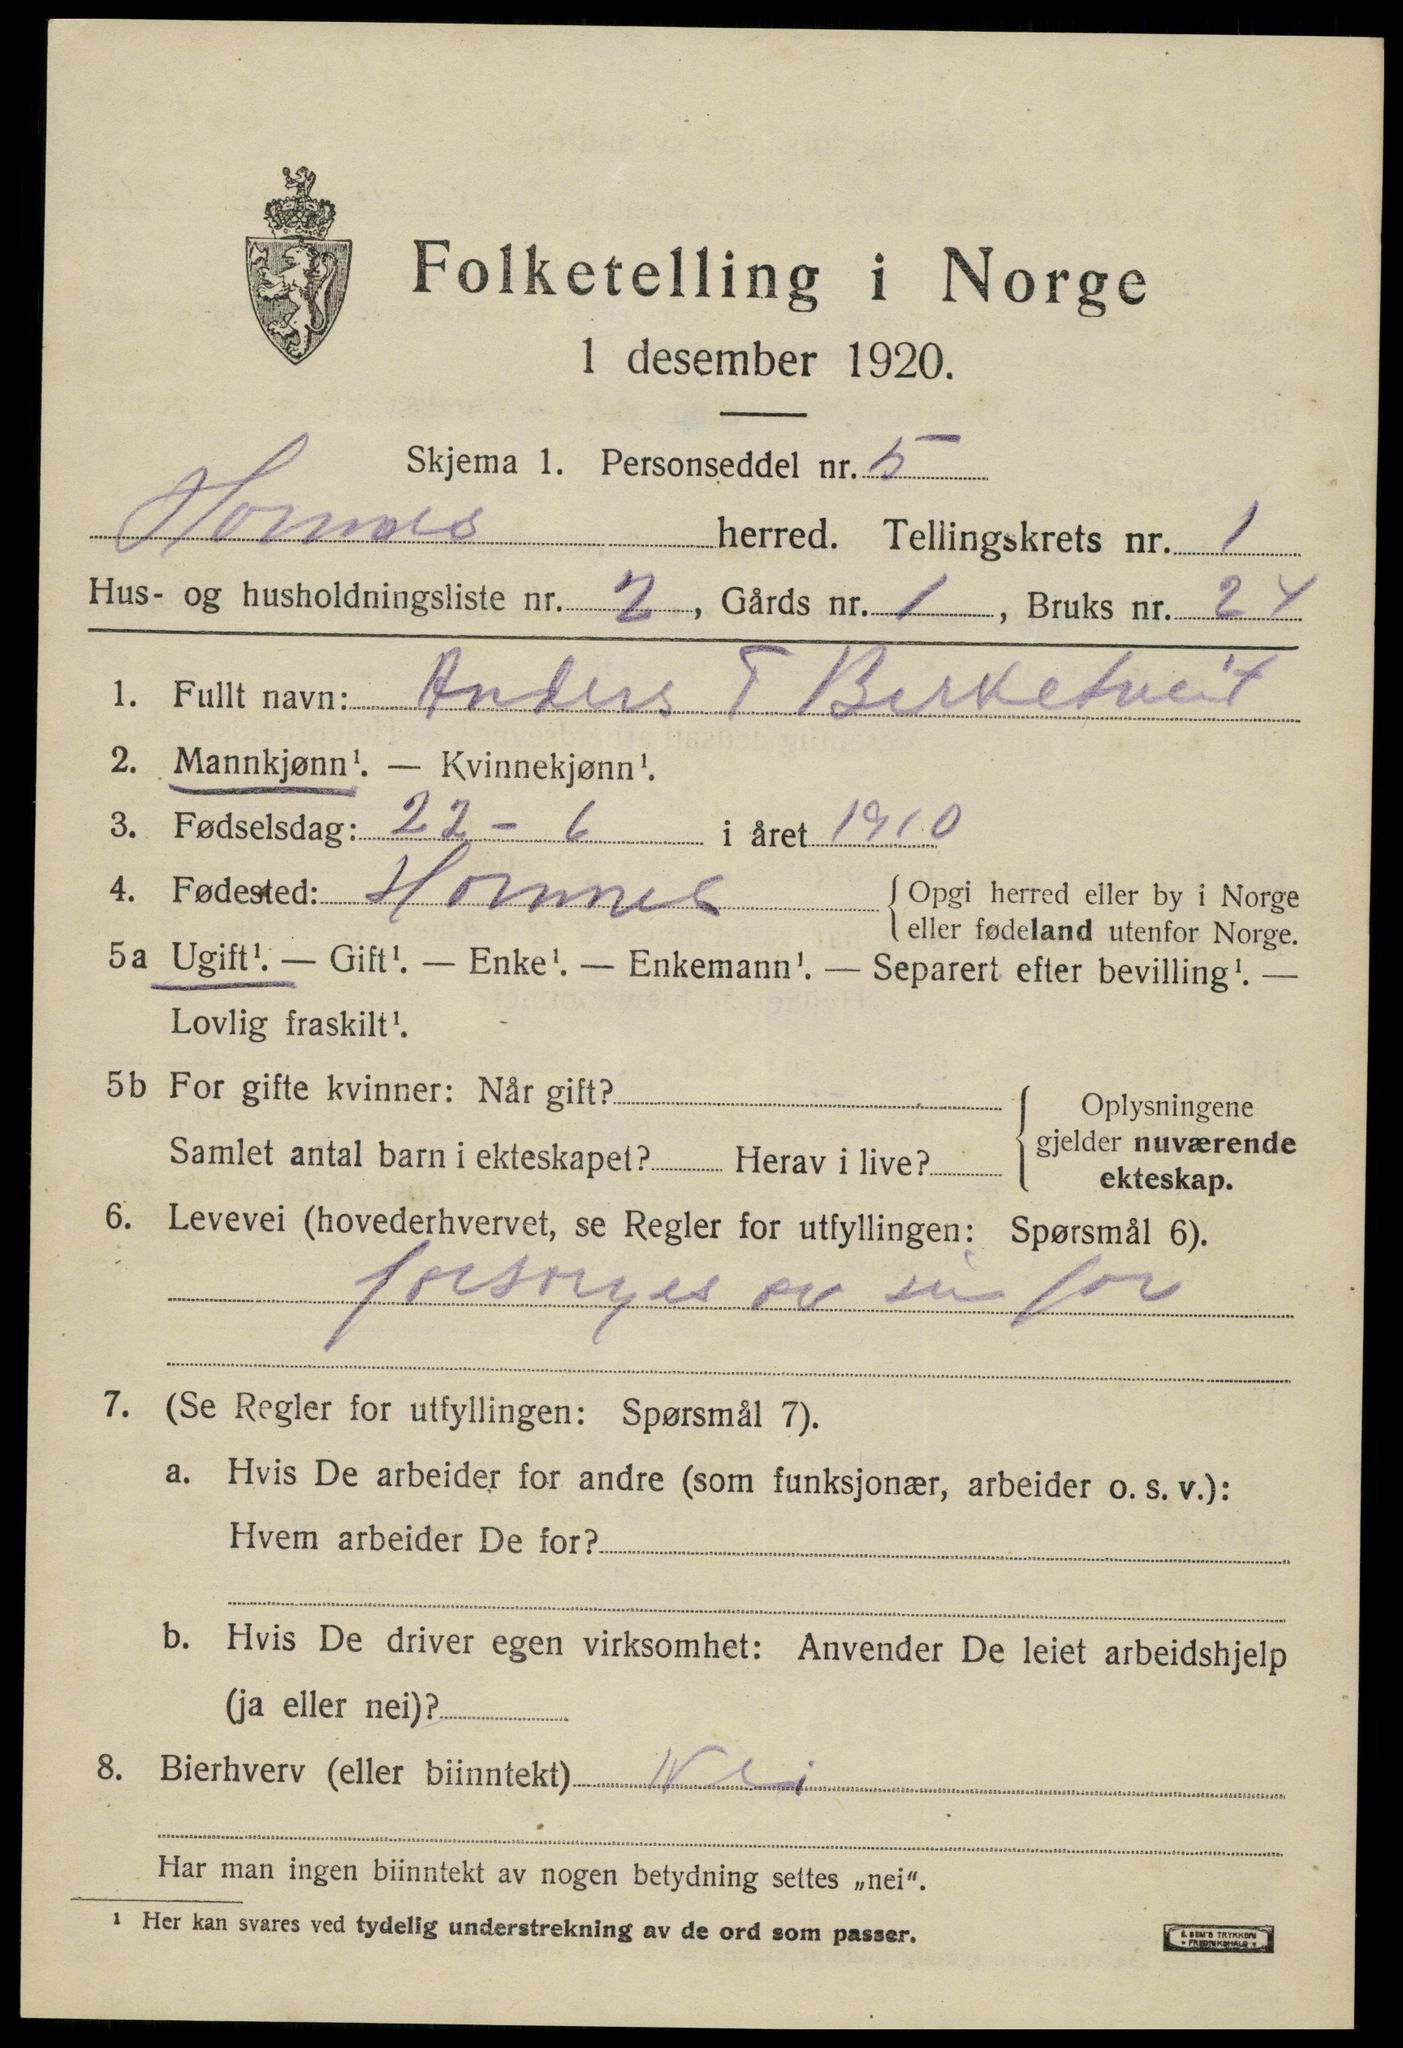 Folketelling i Norge
1 desember 1920.
Skjema 1. Personseddel nr. 5
Hornnes herred. Tellingskrets nr. 1
Hus- og husholdningsliste nr. 2, Gårds nr. 1, Bruks nr. 24
1. Fullt navn: Anders T Birketveit
2. Mannkjønn¹. — Kvinnekjønn¹.
3. Fødselsdag: 22 - 6 i året 1910
4. Fødested: Hornnes { Opgi herred eller by i Norge
eller fødeland utenfor Norge.
5a Ugift¹. — Gift¹. — Enke¹. — Enkemann¹. — Separert efter bevilling¹. —
Lovlig fraskilt¹.
5b For gifte kvinner: Når gift? { Oplysningene
gjelder nuværende
Samlet antal barn i ekteskapet? Herav i live?
ekteskap.
6. Levevei (hovederhvervet, se Regler for utfyllingen: Spørsmål 6).
forsørges av sin far
7. (Se Regler for utfyllingen: Spørsmål 7).
a. Hvis De arbeider for andre (som funksjonær, arbeider o. s. v.):
Hvem arbeider De for?
b. Hvis De driver egen virksomhet: Anvender De leiet arbeidshjelp
(ja eller nei)?
8. Bierhverv (eller biinntekt) Nei
Har man ingen biinntekt av nogen betydning settes „nei“.
¹ Her kan svares ved tydelig understrekning av de ord som passer.
E. SEM'S TRYKKERI
* FREDRIKSHALD *